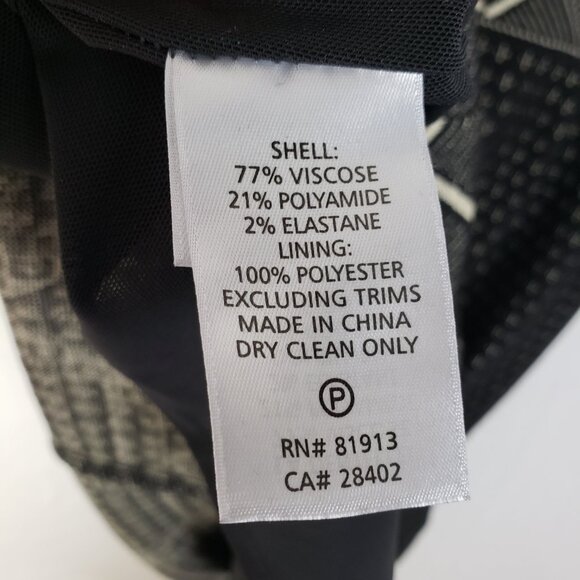 SHELL:
77% VISCOSE
21% POLYAMIDE
2% ELASTANE
LINING:
100% POLYESTER
EXCLUDING TRIMS
MADE IN CHINA
DRY CLEAN ONLY
P
RN# 81913
CA# 28402